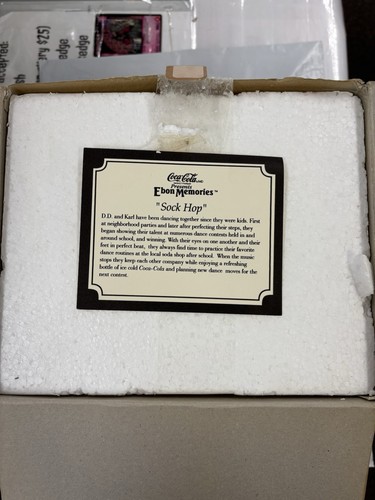 ry $25)
edge
adge
Coca-Cola
Presents
Ebon Memories™
"Sock Hop"
D.D. and Karl have been dancing together since they were kids. First
at neighborhood parties and later after perfecting their steps, they
began showing their talent at numerous dance contests held in and
around school, and winning. With their eyes on one another and their
feet in perfect beat, they always find time to practice their favorite
dance routines at the local soda shop after school. When the music
stops they keep each other company while enjoying a refreshing
bottle of ice cold Coca-Cola and planning new dance moves for the
next contest.